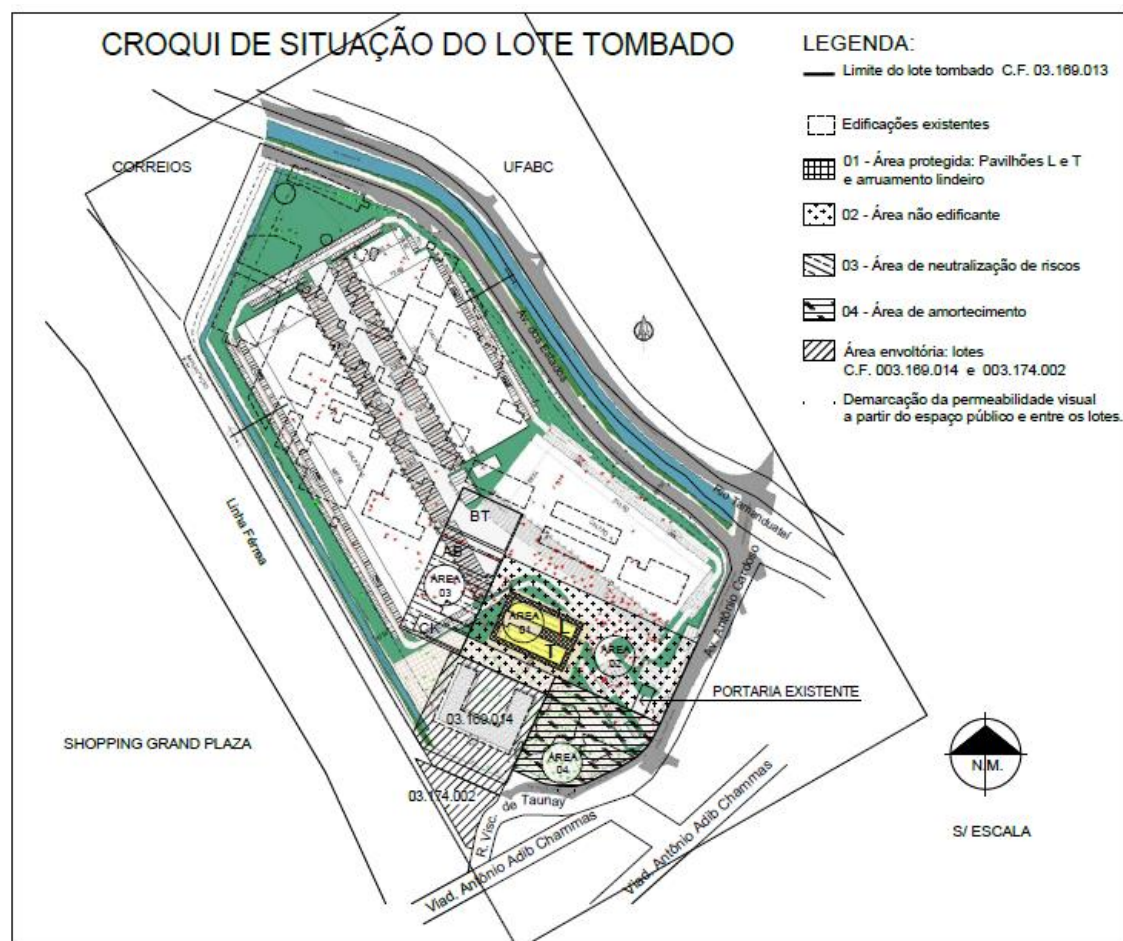 CROQUI DE SITUAÇÃO DO LOTE TOMBADO
LEGENDA:
Limite do lote tombado C.F. 03.169.013
Edificações existentes
01 - Área protegida: Pavilhões L e T
e arruamento lindeiro
02 - Área não edificante
03 - Área de neutralização de riscos
04 - Área de amortecimento
Área envoltória: lotes
C.F. 003.169.014 e 003.174.002
Demarcação da permeabilidade visual
a partir do espaço público e entre os lotes.
CORREIOS
UFABC
Av. dos Estados
Rio Tamanduateí
Linha Férrea
BT
AB
ÁREA
03
CK
ÁREA
01
L
T
ÁREA
02
Av. Antônio Cardoso
PORTARIA EXISTENTE
03.169.014
ÁREA
04
SHOPPING GRAND PLAZA
03.174.002
R. Visc. de Taunay
Viad. Antônio Adib Chammas
Viad. Antônio Adib Chammas
N.M.
S/ ESCALA